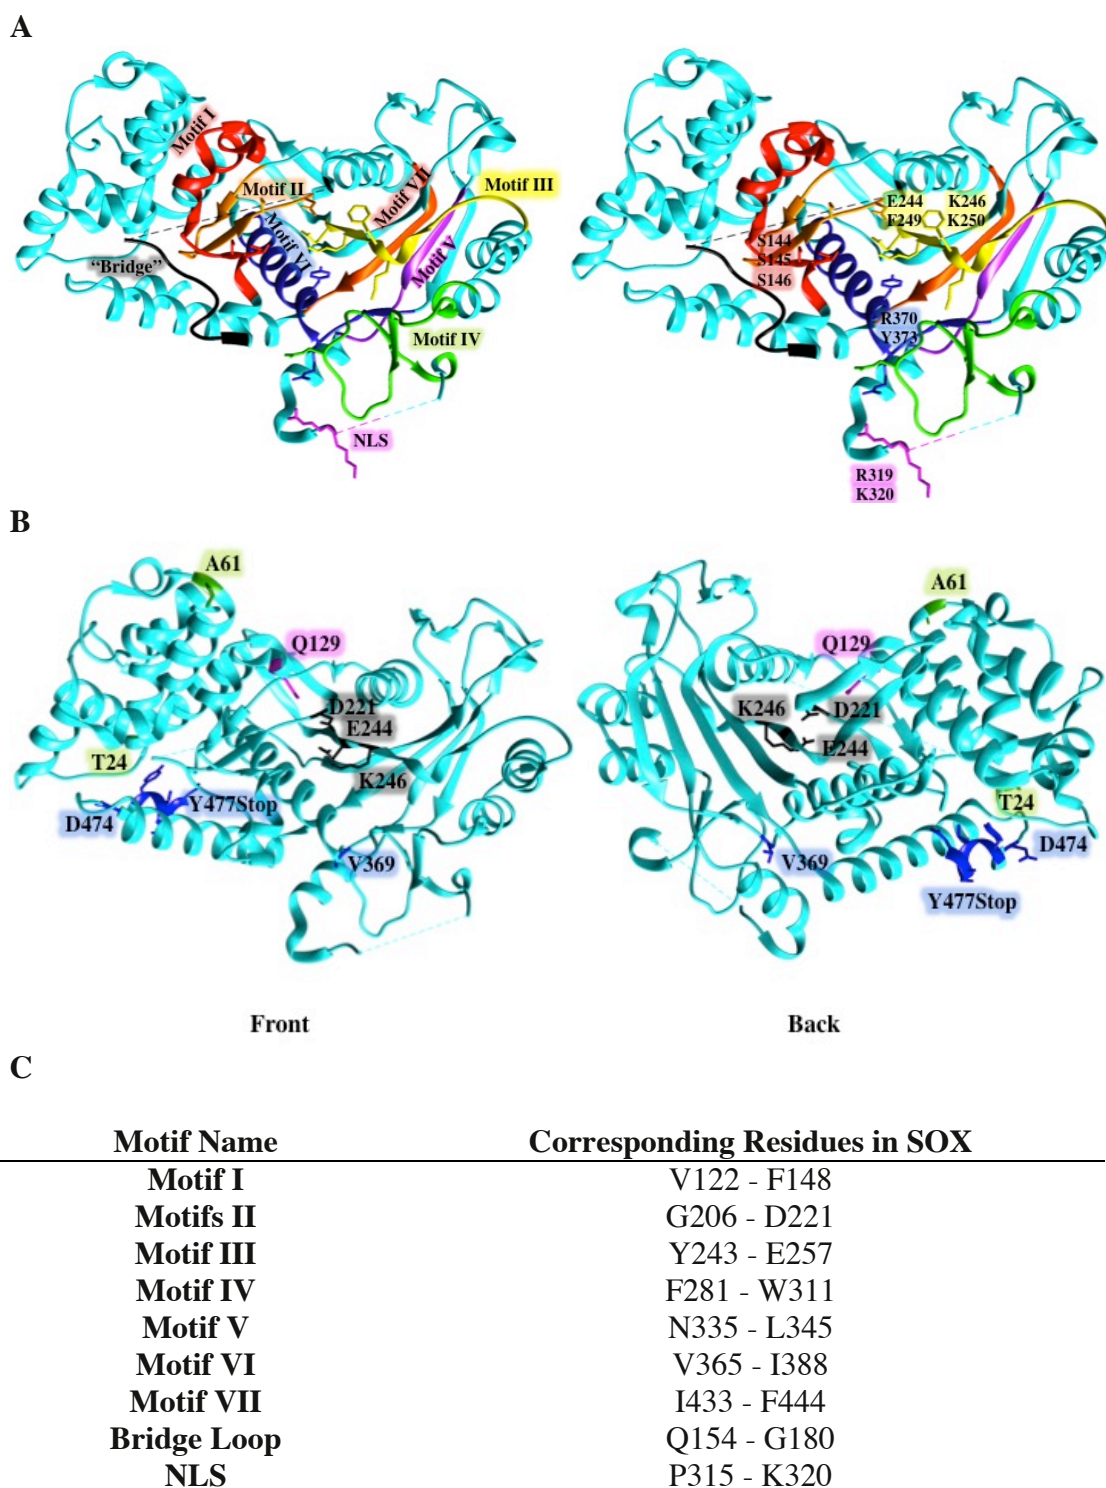 A
Motif I
Motif II
Motif VII
Motif III
Motif VI
Motif V
"Bridge"
Motif IV
NLS
E244 K246
F249 K250
S144
S145
S146
R370
Y373
R319
K320
B
A61
Q129
D221
E244
K246
T24
Y477Stop
D474
V369
A61
Q129
K246 D221
E244
T24
D474
V369
Y477Stop
Front Back
C
Motif Name Corresponding Residues in SOX
Motif I V122 - F148
Motifs II G206 - D221
Motif III Y243 - E257
Motif IV F281 - W311
Motif V N335 - L345
Motif VI V365 - I388
Motif VII I433 - F444
Bridge Loop Q154 - G180
NLS P315 - K320